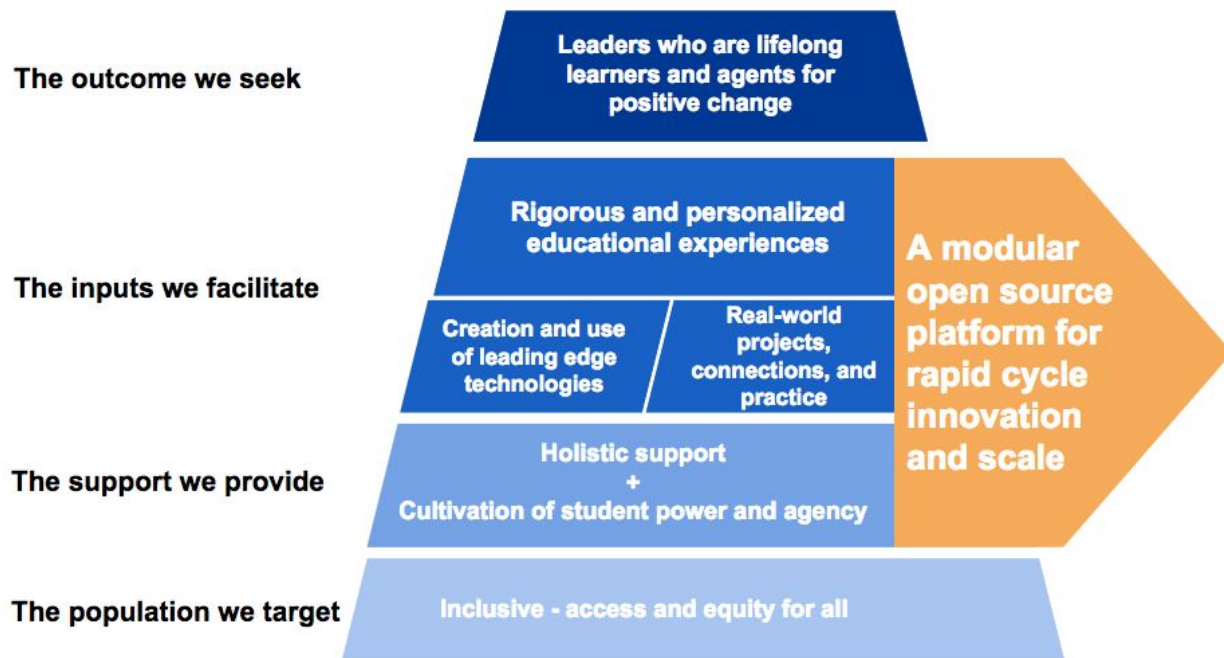 The outcome we seek
Leaders who are lifelong
learners and agents for
positive change
The inputs we facilitate
Rigorous and personalized
educational experiences
Creation and use
of leading edge
technologies
Real-world
projects,
connections, and
practice
A modular
open source
platform for
rapid cycle
innovation
and scale
The support we provide
Holistic support
+
Cultivation of student power and agency
The population we target
Inclusive - access and equity for all